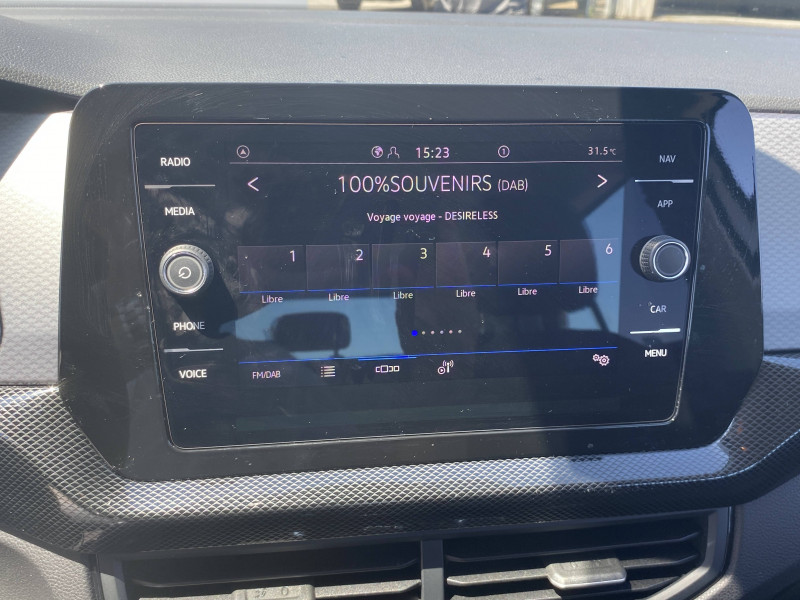 RADIO
MEDIA
PHONE
VOICE
15:23
1
31.5°C
100%SOUVENIRS (DAB)
Voyage voyage - DESIRELESS
1 2 3 4 5 6
Libre Libre Libre Libre Libre Libre
FM/DAB
NAV
APP
CAR
MENU